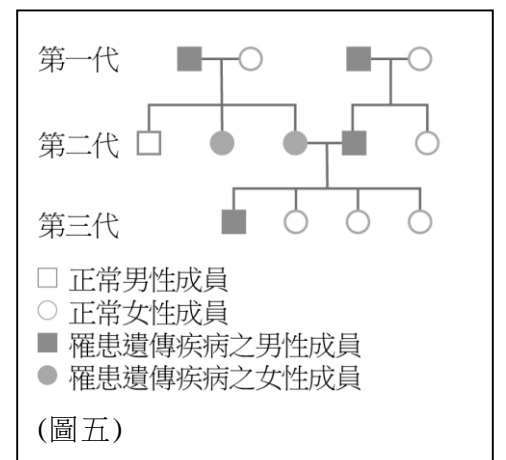 第一代
第二代
第三代
□ 正常男性成員
○ 正常女性成員
■ 罹患遺傳疾病之男性成員
● 罹患遺傳疾病之女性成員
(圖五)